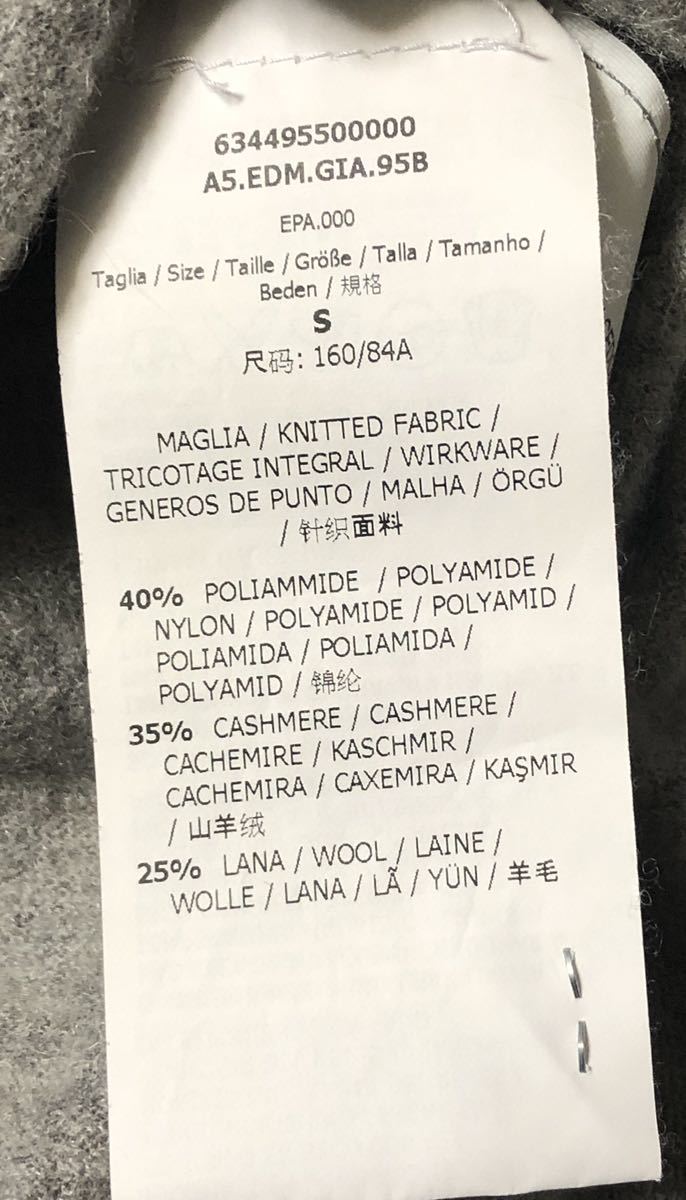 634495500000
A5.EDM.GIA.95B
EPA.000
Taglia / Size / Taille / Größe / Talla / Tamanho /
Beden / 規格
S
尺码: 160/84A
MAGLIA / KNITTED FABRIC /
TRICOTAGE INTEGRAL / WIRKWARE /
GENEROS DE PUNTO / MALHA / ÖRGÜ
/ 针织面料
40% POLIAMMIDE / POLYAMIDE /
NYLON / POLYAMIDE / POLYAMID /
POLIAMIDA / POLIAMIDA /
POLYAMID / 锦纶
35% CASHMERE / CASHMERE /
CACHEMIRE / KASCHMIR /
CACHEMIRA / CAXEMIRA / KAŞMIR
/ 山羊绒
25% LANA / WOOL / LAINE /
WOLLE / LANA / LÃ / YÜN / 羊毛